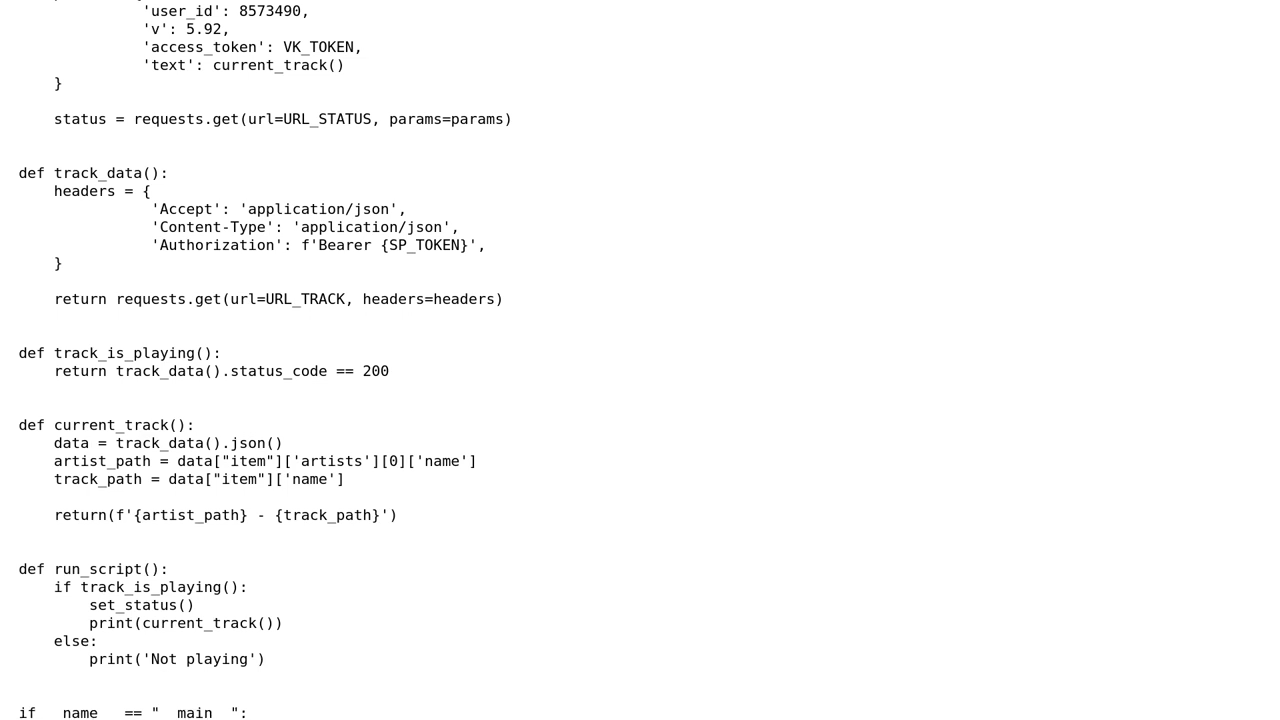 'user_id': 8573490,
            'v': 5.92,
            'access_token': VK_TOKEN,
            'text': current_track()
    }

    status = requests.get(url=URL_STATUS, params=params)


def track_data():
    headers = {
               'Accept': 'application/json',
               'Content-Type': 'application/json',
               'Authorization': f'Bearer {SP_TOKEN}',
    }

    return requests.get(url=URL_TRACK, headers=headers)


def track_is_playing():
    return track_data().status_code == 200


def current_track():
    data = track_data().json()
    artist_path = data["item"]['artists'][0]['name']
    track_path = data["item"]['name']

    return(f'{artist_path} - {track_path}')


def run_script():
    if track_is_playing():
        set_status()
        print(current_track())
    else:
        print('Not playing')


if __name__ == "__main__":